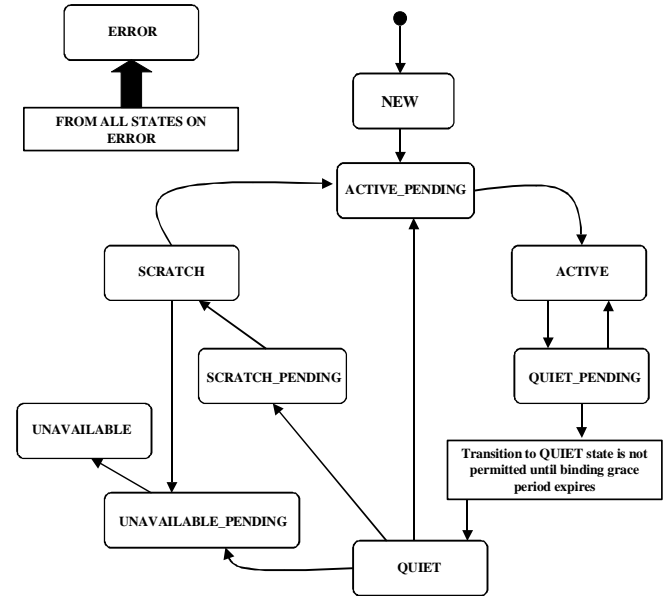 ERROR
FROM ALL STATES ON
ERROR
NEW
ACTIVE_PENDING
SCRATCH
ACTIVE
SCRATCH_PENDING
QUIET_PENDING
UNAVAILABLE
Transition to QUIET state is not
permitted until binding grace
period expires
UNAVAILABLE_PENDING
QUIET